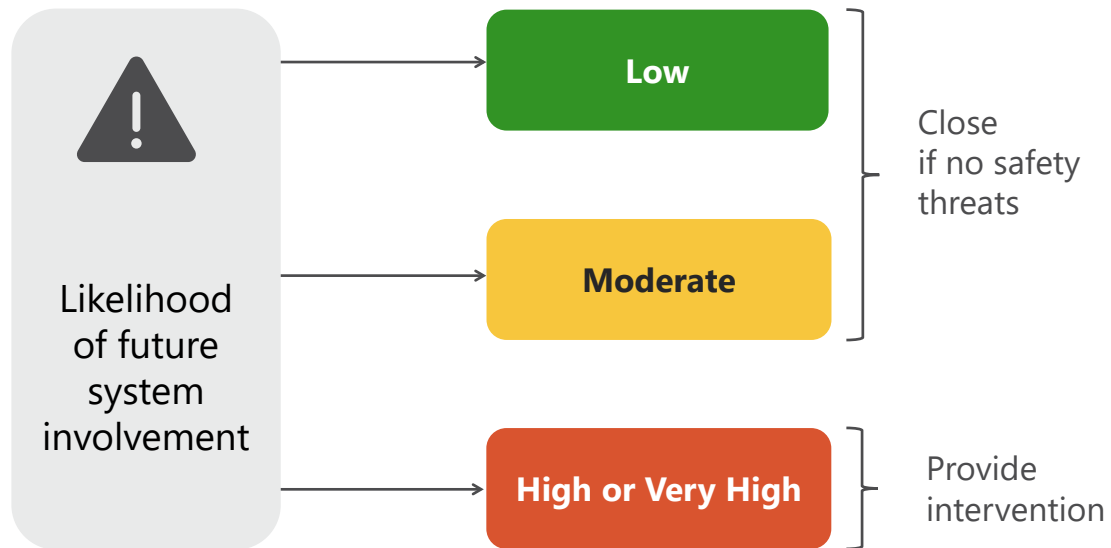 Likelihood
of future
system
involvement
Low
Moderate
High or Very High
Close
if no safety
threats
Provide
intervention